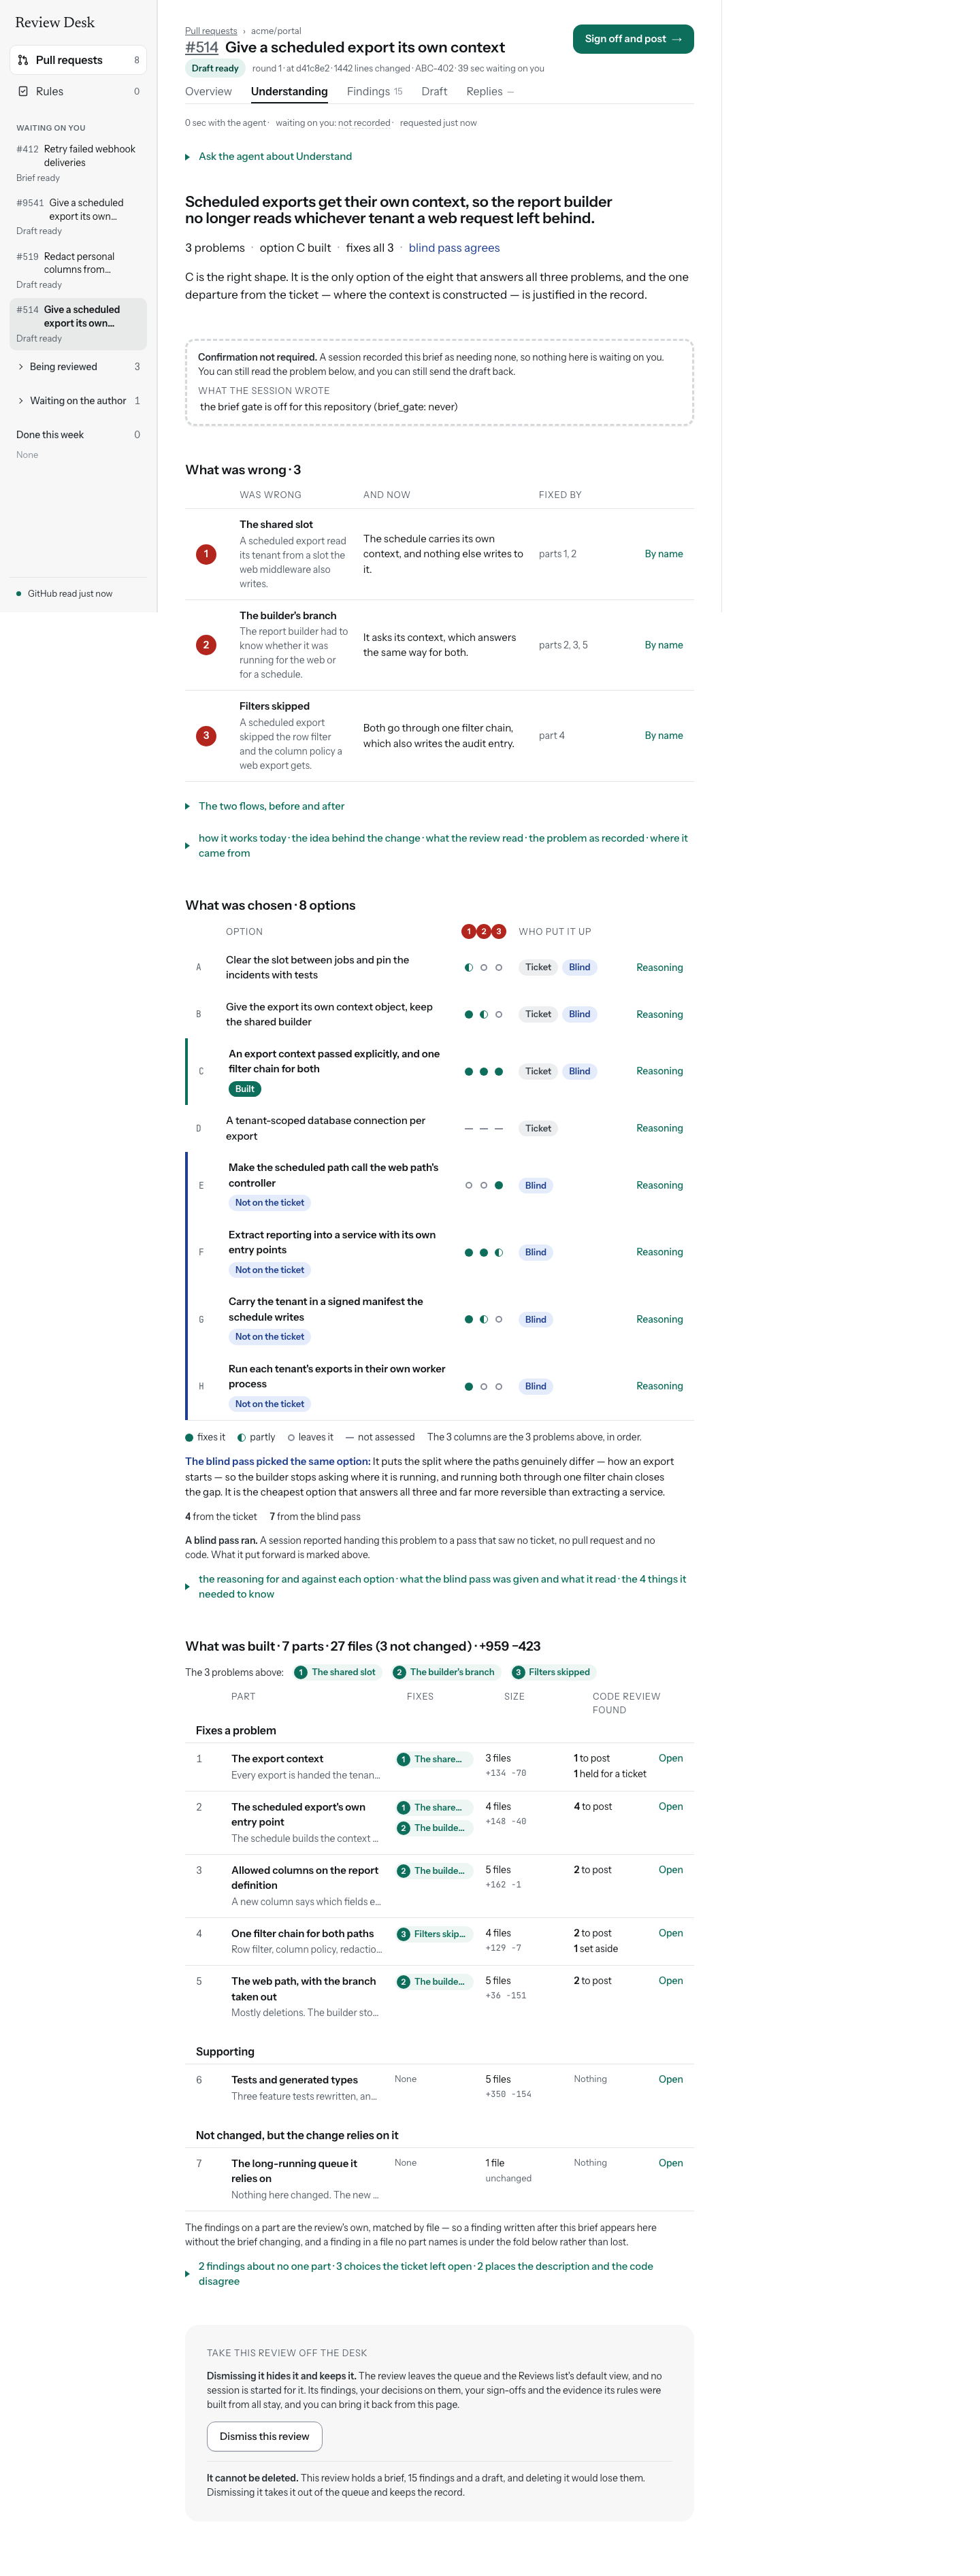 Review Desk
Pull requests 8
Rules 0
WAITING ON YOU
#412 Retry failed webhook
deliveries
Brief ready
#9541 Give a scheduled
export its own...
Draft ready
#519 Redact personal
columns from...
Draft ready
#514 Give a scheduled
export its own...
Draft ready
Being reviewed 3
Waiting on the author 1
Done this week 0
None
GitHub read just now
Pull requests › acme/portal
#514 Give a scheduled export its own context
Sign off and post →
Draft ready round 1 · at d41c8e2 · 1442 lines changed · ABC-402 · 39 sec waiting on you
Overview Understanding Findings 15 Draft Replies —
0 sec with the agent · waiting on you: not recorded · requested just now
Ask the agent about Understand
Scheduled exports get their own context, so the report builder
no longer reads whichever tenant a web request left behind.
3 problems · option C built · fixes all 3 · blind pass agrees
C is the right shape. It is the only option of the eight that answers all three problems, and the one
departure from the ticket — where the context is constructed — is justified in the record.
Confirmation not required. A session recorded this brief as needing none, so nothing here is waiting on you.
You can still read the problem below, and you can still send the draft back.
WHAT THE SESSION WROTE
the brief gate is off for this repository (brief_gate: never)
What was wrong · 3
WAS WRONG AND NOW FIXED BY
The shared slot
1 A scheduled export read
its tenant from a slot the
web middleware also
writes.
The schedule carries its own
context, and nothing else writes to
it.
parts 1, 2 By name
The builder's branch
2 The report builder had to
know whether it was
running for the web or
for a schedule.
It asks its context, which answers
the same way for both.
parts 2, 3, 5 By name
Filters skipped
3 A scheduled export
skipped the row filter
and the column policy a
web export gets.
Both go through one filter chain,
which also writes the audit entry.
part 4 By name
The two flows, before and after
how it works today · the idea behind the change · what the review read · the problem as recorded · where it
came from
What was chosen · 8 options
OPTION 1 2 3 WHO PUT IT UP
A Clear the slot between jobs and pin the
incidents with tests
Ticket Blind Reasoning
B Give the export its own context object, keep
the shared builder
Ticket Blind Reasoning
C An export context passed explicitly, and one
filter chain for both
Built
Ticket Blind Reasoning
D A tenant-scoped database connection per
export
— — — Ticket Reasoning
E Make the scheduled path call the web path's
controller
Not on the ticket
Blind Reasoning
F Extract reporting into a service with its own
entry points
Not on the ticket
Blind Reasoning
G Carry the tenant in a signed manifest the
schedule writes
Not on the ticket
Blind Reasoning
H Run each tenant's exports in their own worker
process
Not on the ticket
Blind Reasoning
fixes it partly leaves it — not assessed The 3 columns are the 3 problems above, in order.
The blind pass picked the same option: It puts the split where the paths genuinely differ — how an export
starts — so the builder stops asking where it is running, and running both through one filter chain closes
the gap. It is the cheapest option that answers all three and far more reversible than extracting a service.
4 from the ticket 7 from the blind pass
A blind pass ran. A session reported handing this problem to a pass that saw no ticket, no pull request and no
code. What it put forward is marked above.
the reasoning for and against each option · what the blind pass was given and what it read · the 4 things it
needed to know
What was built · 7 parts · 27 files (3 not changed) · +959 −423
The 3 problems above: 1 The shared slot 2 The builder's branch 3 Filters skipped
PART FIXES SIZE CODE REVIEW
FOUND
Fixes a problem
1 The export context
Every export is handed the tenan...
1 The share...
3 files
+134 -70
1 to post
1 held for a ticket
Open
2 The scheduled export's own
entry point
The schedule builds the context ...
1 The share...
2 The builde...
4 files
+148 -40
4 to post
Open
3 Allowed columns on the report
definition
A new column says which fields e...
2 The builde...
5 files
+162 -1
2 to post
Open
4 One filter chain for both paths
Row filter, column policy, redactio...
3 Filters skip...
4 files
+129 -7
2 to post
1 set aside
Open
5 The web path, with the branch
taken out
Mostly deletions. The builder sto...
2 The builde...
5 files
+36 -151
2 to post
Open
Supporting
6 Tests and generated types
Three feature tests rewritten, an...
None
5 files
+350 -154
Nothing
Open
Not changed, but the change relies on it
7 The long-running queue it
relies on
Nothing here changed. The new ...
None
1 file
unchanged
Nothing
Open
The findings on a part are the review's own, matched by file — so a finding written after this brief appears here
without the brief changing, and a finding in a file no part names is under the fold below rather than lost.
2 findings about no one part · 3 choices the ticket left open · 2 places the description and the code
disagree
TAKE THIS REVIEW OFF THE DESK
Dismissing it hides it and keeps it. The review leaves the queue and the Reviews list's default view, and no
session is started for it. Its findings, your decisions on them, your sign-offs and the evidence its rules were
built from all stay, and you can bring it back from this page.
Dismiss this review
It cannot be deleted. This review holds a brief, 15 findings and a draft, and deleting it would lose them.
Dismissing it takes it out of the queue and keeps the record.